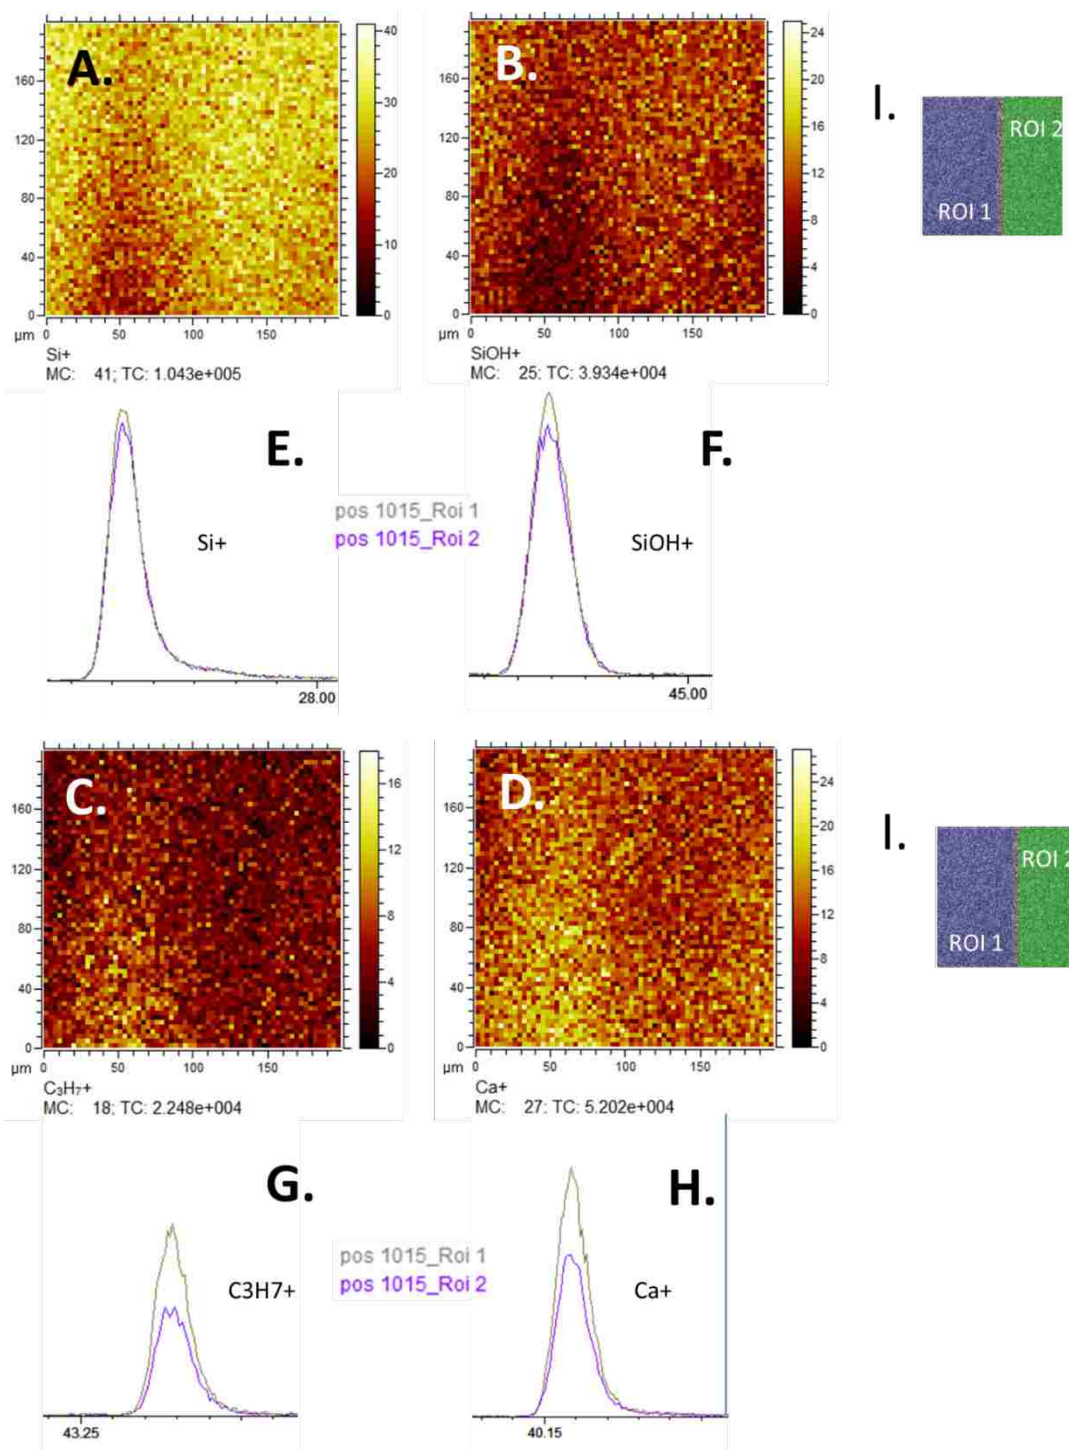 A.
40
30
20
10
0
160
120
80
40
0
µm 0 50 100 150
Si+
MC: 41; TC: 1.043e+005
B.
24
20
16
12
8
4
0
160
120
80
40
0
µm 0 50 100 150
SiOH+
MC: 25; TC: 3.934e+004
I.
ROI 2
ROI 1
E.
Si+
28.00
pos 1015_Roi 1
pos 1015_Roi 2
F.
SiOH+
45.00
C.
16
12
8
4
0
160
120
80
40
0
µm 0 50 100 150
C₃H₇+
MC: 18; TC: 2.248e+004
D.
24
20
16
12
8
4
0
160
120
80
40
0
µm 0 50 100 150
Ca+
MC: 27; TC: 5.202e+004
I.
ROI 2
ROI 1
G.
C3H7+
43.25
pos 1015_Roi 1
pos 1015_Roi 2
H.
Ca+
40.15